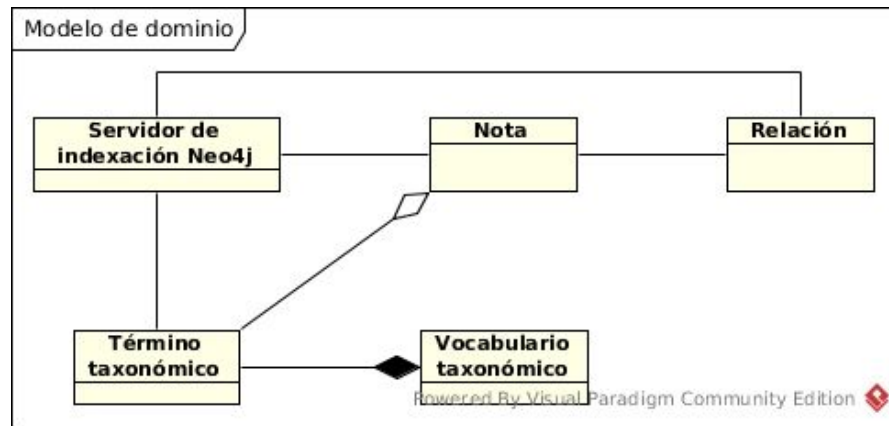 Modelo de dominio
Servidor de
indexación Neo4j
Nota
Relación
Término
taxonómico
Vocabulario
taxonómico
Powered By Visual Paradigm Community Edition